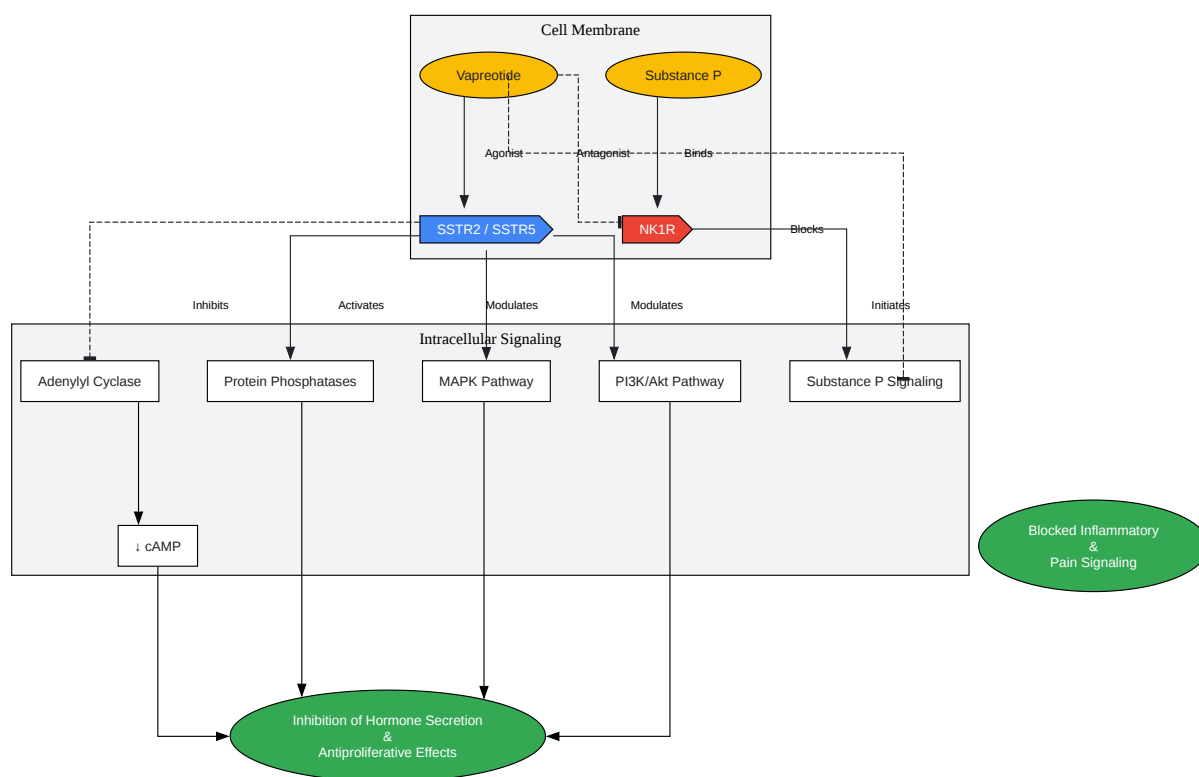 Cell Membrane
Vapreotide
Substance P
Agonist
Antagonist
Binds
SSTR2 / SSTR5
NK1R
Blocks
Inhibits
Activates
Modulates
Modulates
Initiates
Intracellular Signaling
Adenylyl Cyclase
Protein Phosphatases
MAPK Pathway
PI3K/Akt Pathway
Substance P Signaling
↓ cAMP
Blocked Inflammatory
&
Pain Signaling
Inhibition of Hormone Secretion
&
Antiproliferative Effects